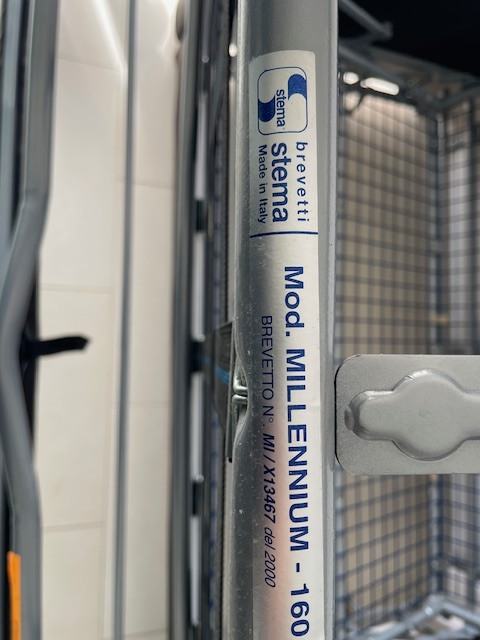 stema
brevetti
stema
Made in Italy
Mod. MILLENNIUM - 160
BREVETTO N°. MI / X13467 del 2000